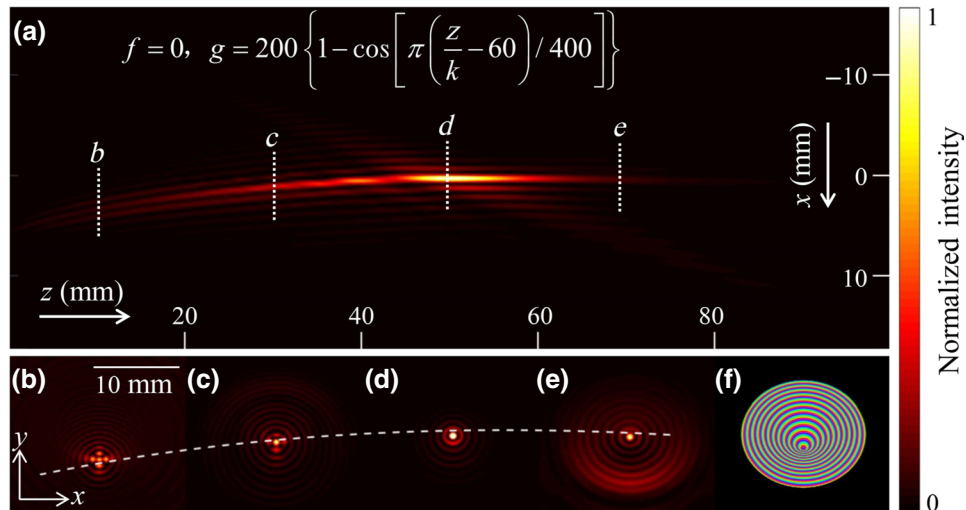 (a)
f=0, g=200{1-cos[π(z/k-60)/400]}
1
-10
b
c
d
e
x (mm)
0
10
z (mm)
20
40
60
80
Normalized intensity
(b)
(c)
(d)
(e)
(f)
10 mm
y
x
0